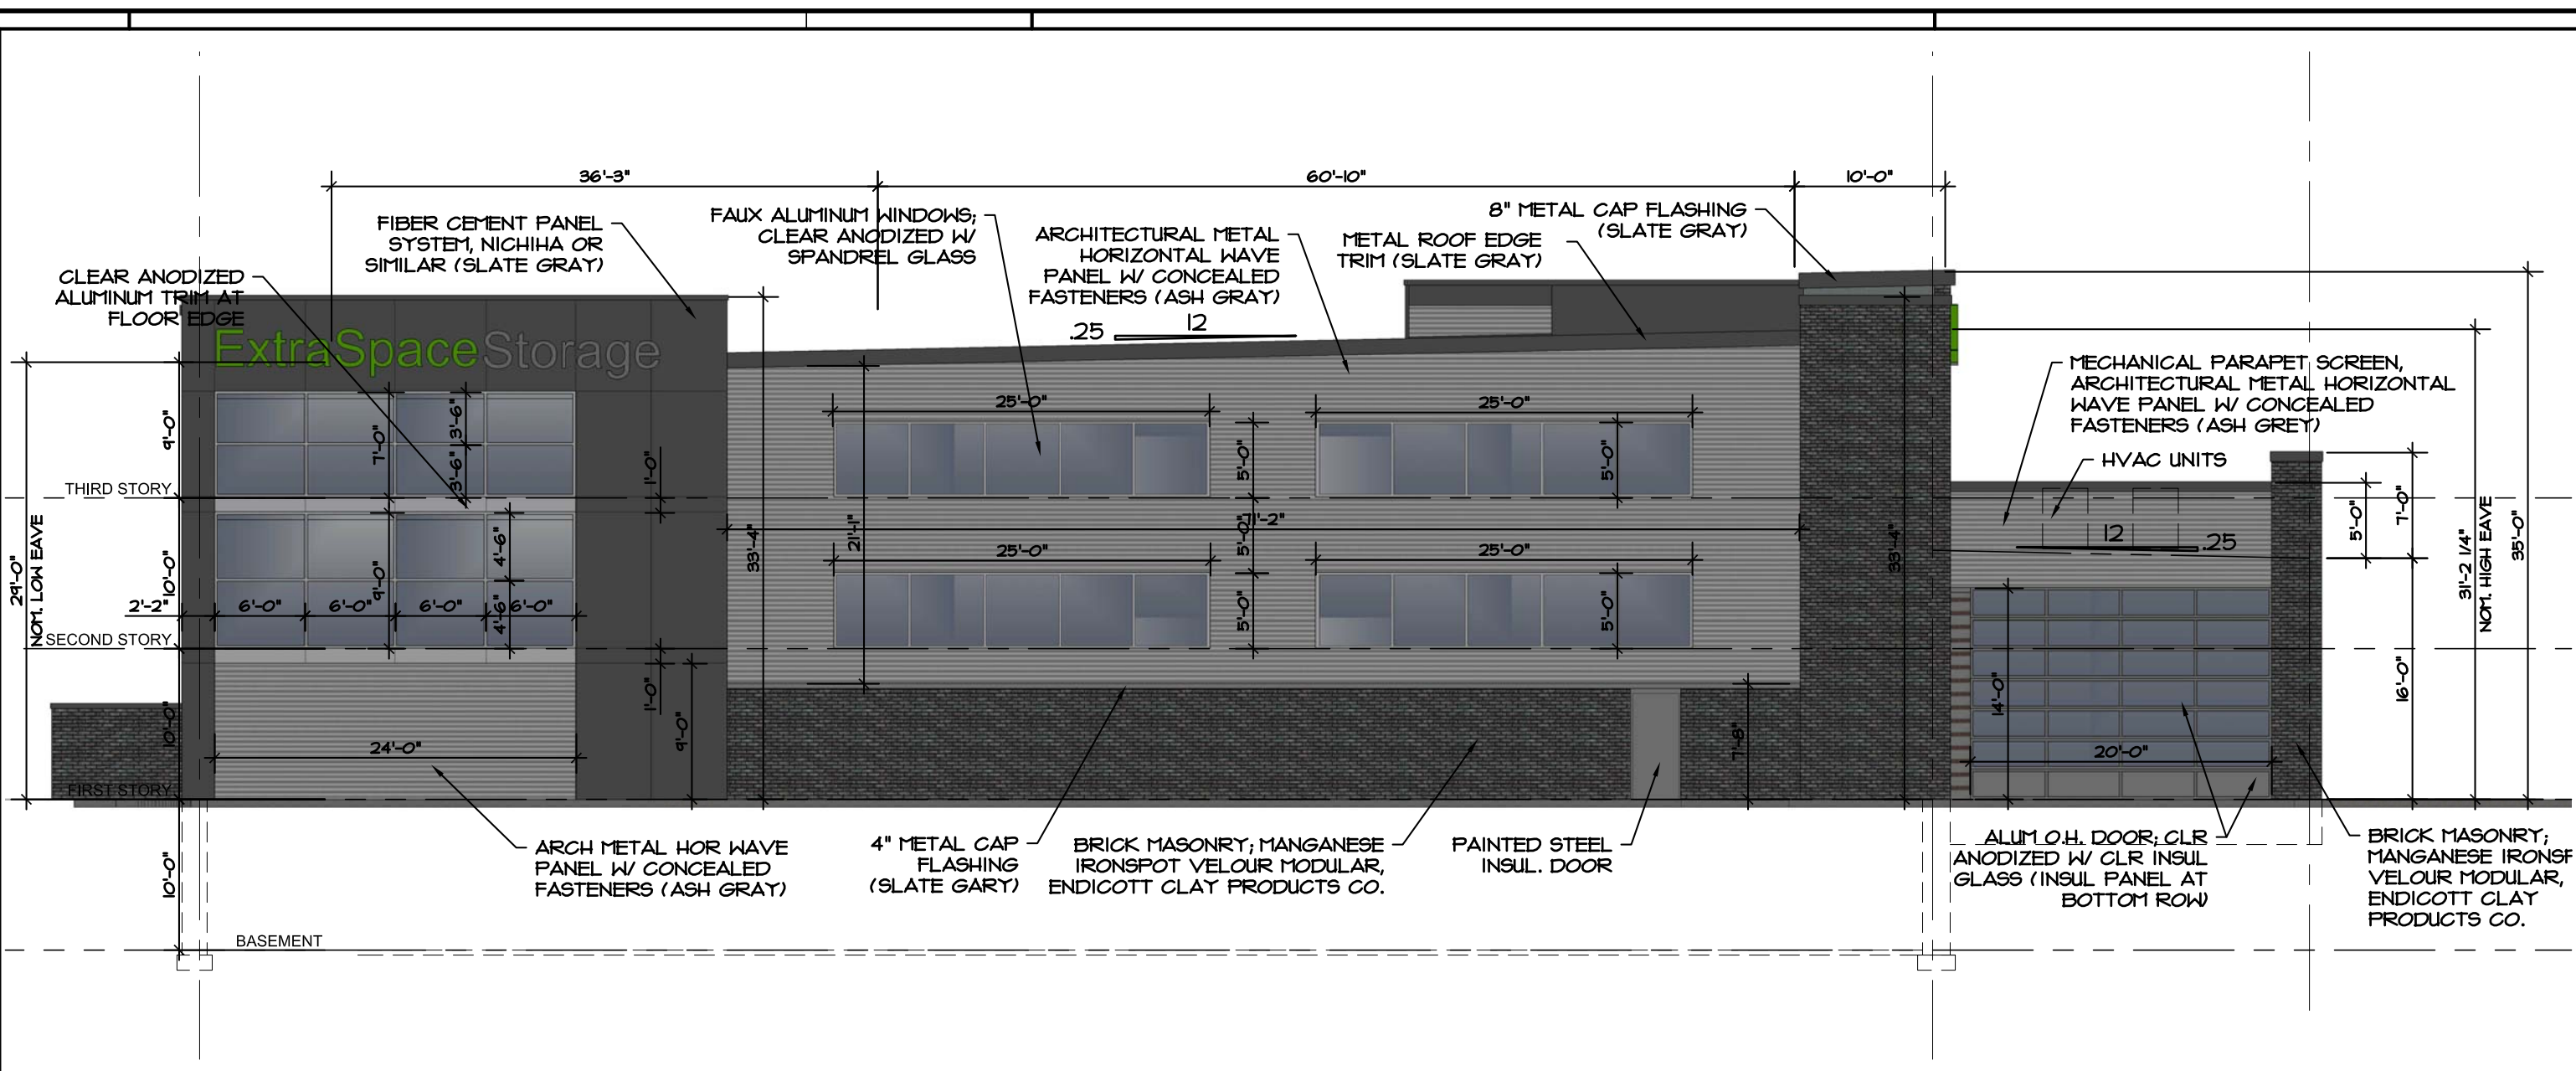 36'-3"
60'-10"
10'-0"
FIBER CEMENT PANEL
SYSTEM, NICHIHA OR
SIMILAR (SLATE GRAY)
FAUX ALUMINUM WINDOWS;
CLEAR ANODIZED W/
SPANDREL GLASS
ARCHITECTURAL METAL
HORIZONTAL WAVE
PANEL W/ CONCEALED
FASTENERS (ASH GRAY)
8" METAL CAP FLASHING
(SLATE GRAY)
METAL ROOF EDGE
TRIM (SLATE GRAY)
CLEAR ANODIZED
ALUMINUM TRIM AT
FLOOR EDGE
ExtraSpaceStorage
.25
12
MECHANICAL PARAPET SCREEN,
ARCHITECTURAL METAL HORIZONTAL
WAVE PANEL W/ CONCEALED
FASTENERS (ASH GREY)
HVAC UNITS
12
.25
25'-0"
25'-0"
9'-0"
7'-0"
3'-6"
3'-6"
1'-0"
5'-0"
5'-0"
THIRD STORY
29'-0"
NOM. LOW EAVE
10'-0"
9'-0"
4'-6"
4'-6"
33'-4"
21'-1"
5'-0"
25'-0"
25'-0"
5'-0"
5'-0"
33'-4"
5'-0"
7'-0"
31'-2 1/4"
NOM. HIGH EAVE
35'-0"
2'-2"
6'-0"
6'-0"
6'-0"
6'-0"
SECOND STORY
10'-0"
1'-0"
9'-0"
24'-0"
7'-8"
14'-0"
20'-0"
16'-0"
FIRST STORY
10'-0"
ARCH METAL HOR WAVE
PANEL W/ CONCEALED
FASTENERS (ASH GRAY)
4" METAL CAP
FLASHING
(SLATE GARY)
BRICK MASONRY; MANGANESE
IRONSPOT VELOUR MODULAR,
ENDICOTT CLAY PRODUCTS CO.
PAINTED STEEL
INSUL. DOOR
ALUM O.H. DOOR; CLR
ANODIZED W/ CLR INSUL
GLASS (INSUL PANEL AT
BOTTOM ROW)
BRICK MASONRY;
MANGANESE IRONSP
VELOUR MODULAR,
ENDICOTT CLAY
PRODUCTS CO.
BASEMENT